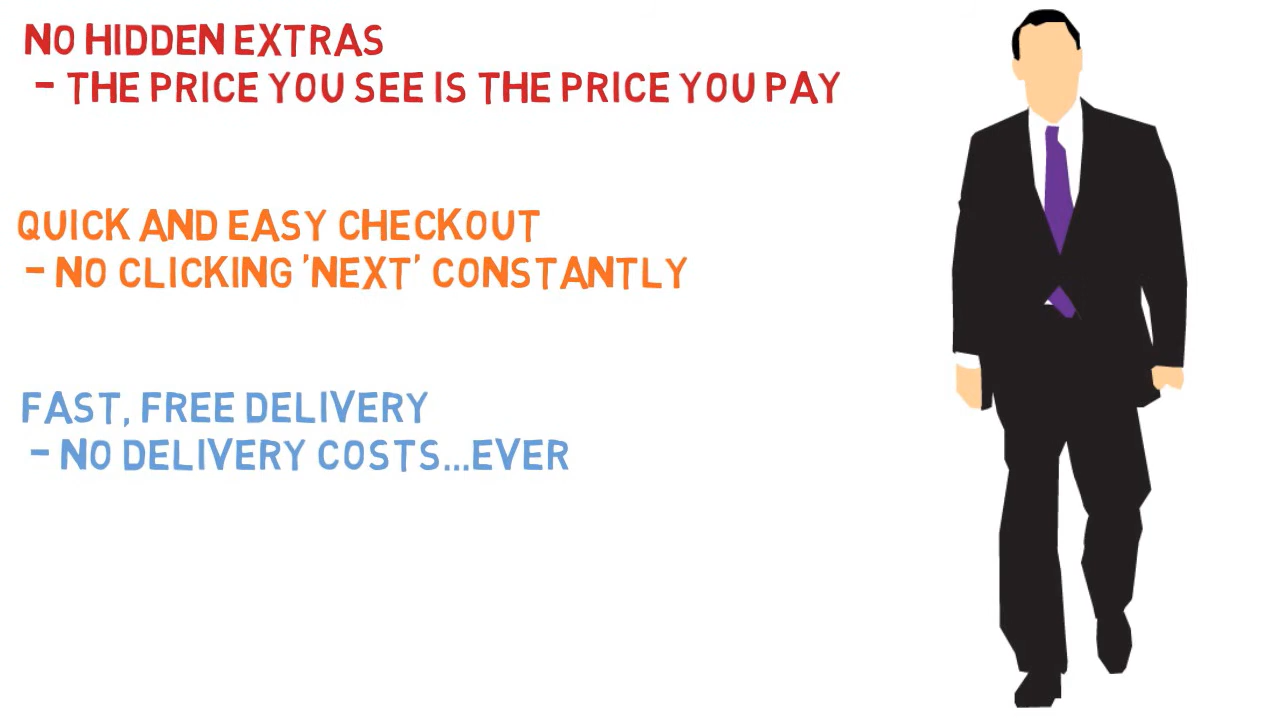 NO HIDDEN EXTRAS
- THE PRICE YOU SEE IS THE PRICE YOU PAY
QUICK AND EASY CHECKOUT
- NO CLICKING 'NEXT' CONSTANTLY
FAST, FREE DELIVERY
- NO DELIVERY COSTS...EVER